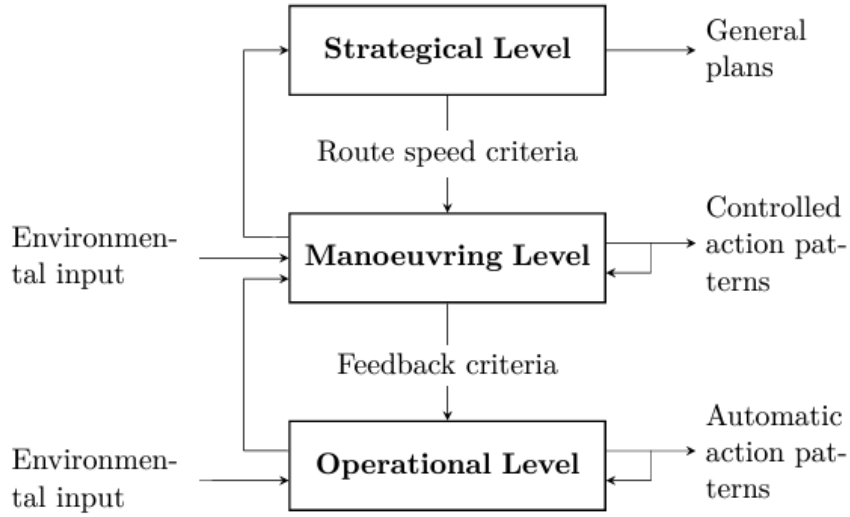 Strategical Level
General
plans
Route speed criteria
Environmen-
tal input
Manoeuvring Level
Controlled
action pat-
terns
Feedback criteria
Environmen-
tal input
Operational Level
Automatic
action pat-
terns